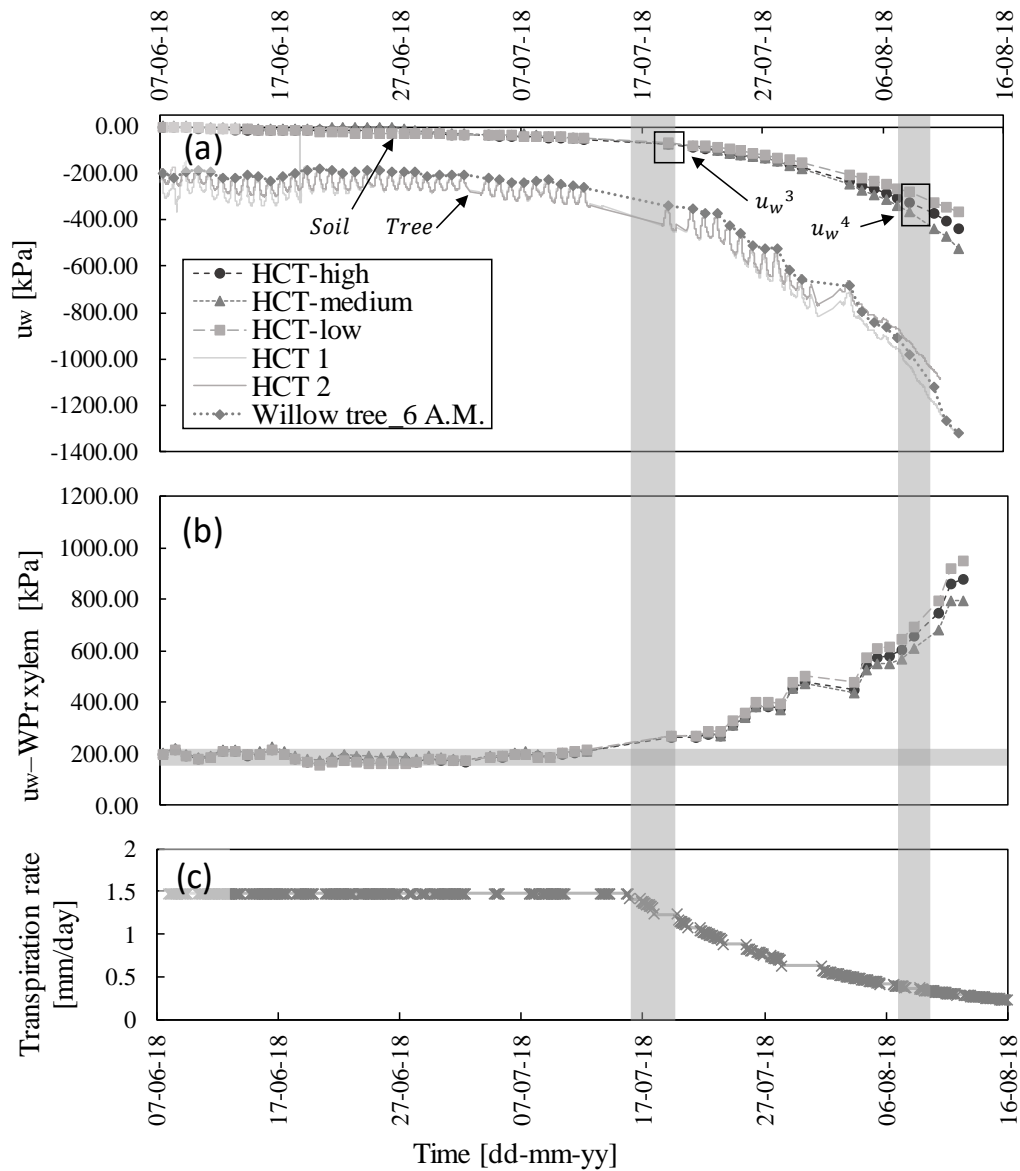 07-06-18 17-06-18 27-06-18 07-07-18 17-07-18 27-07-18 06-08-18 16-08-18
0.00
-200.00
-400.00
-600.00
-800.00
-1000.00
-1200.00
-1400.00
uw [kPa]
(a)
Soil Tree
uw3
uw4
HCT-high
HCT-medium
HCT-low
HCT 1
HCT 2
Willow tree_6 A.M.
1200.00
1000.00
800.00
600.00
400.00
200.00
0.00
uw–WPrxylem [kPa]
(b)
2
1.5
1
0.5
0
Transpiration rate
[mm/day]
(c)
07-06-18 17-06-18 27-06-18 07-07-18 17-07-18 27-07-18 06-08-18 16-08-18
Time [dd-mm-yy]